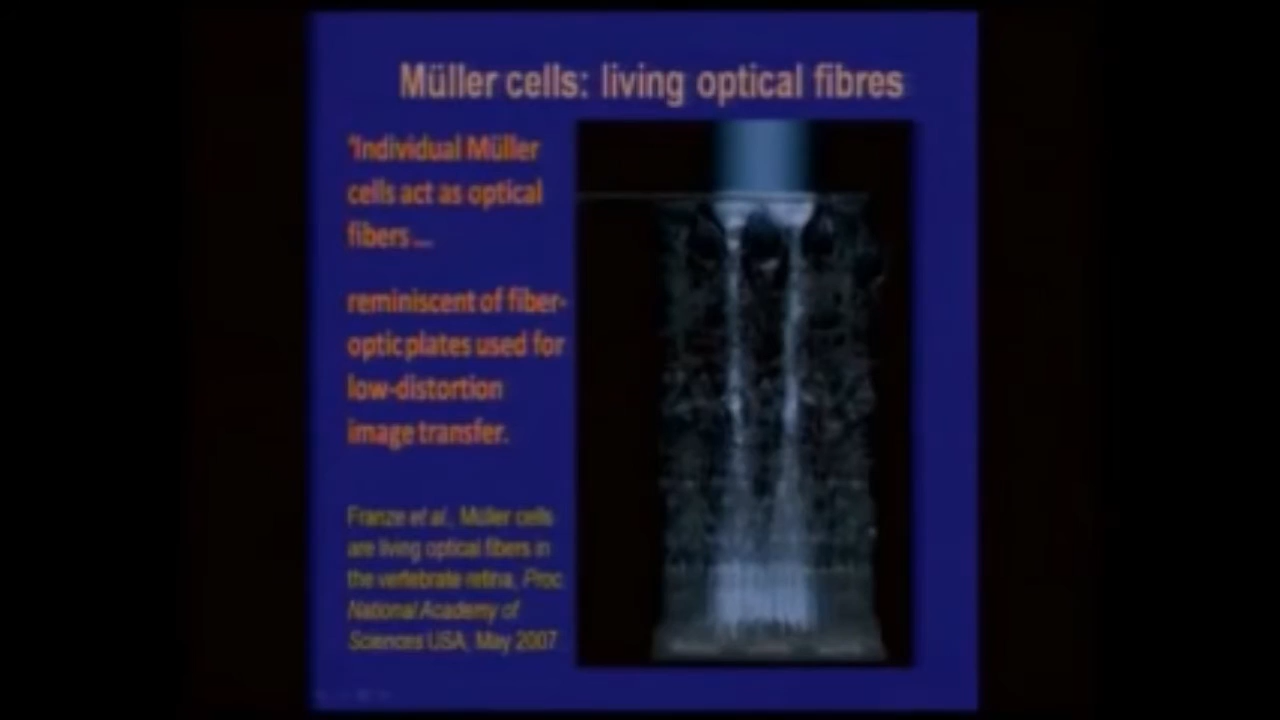 Müller cells: living optical fibres
'Individual Müller
cells act as optical
fibers ...
reminiscent of fiber-
optic plates used for
low-distortion
image transfer.
Franze et al., Müller cells
are living optical fibers in
the vertebrate retina, Proc.
National Academy of
Sciences USA, May 2007